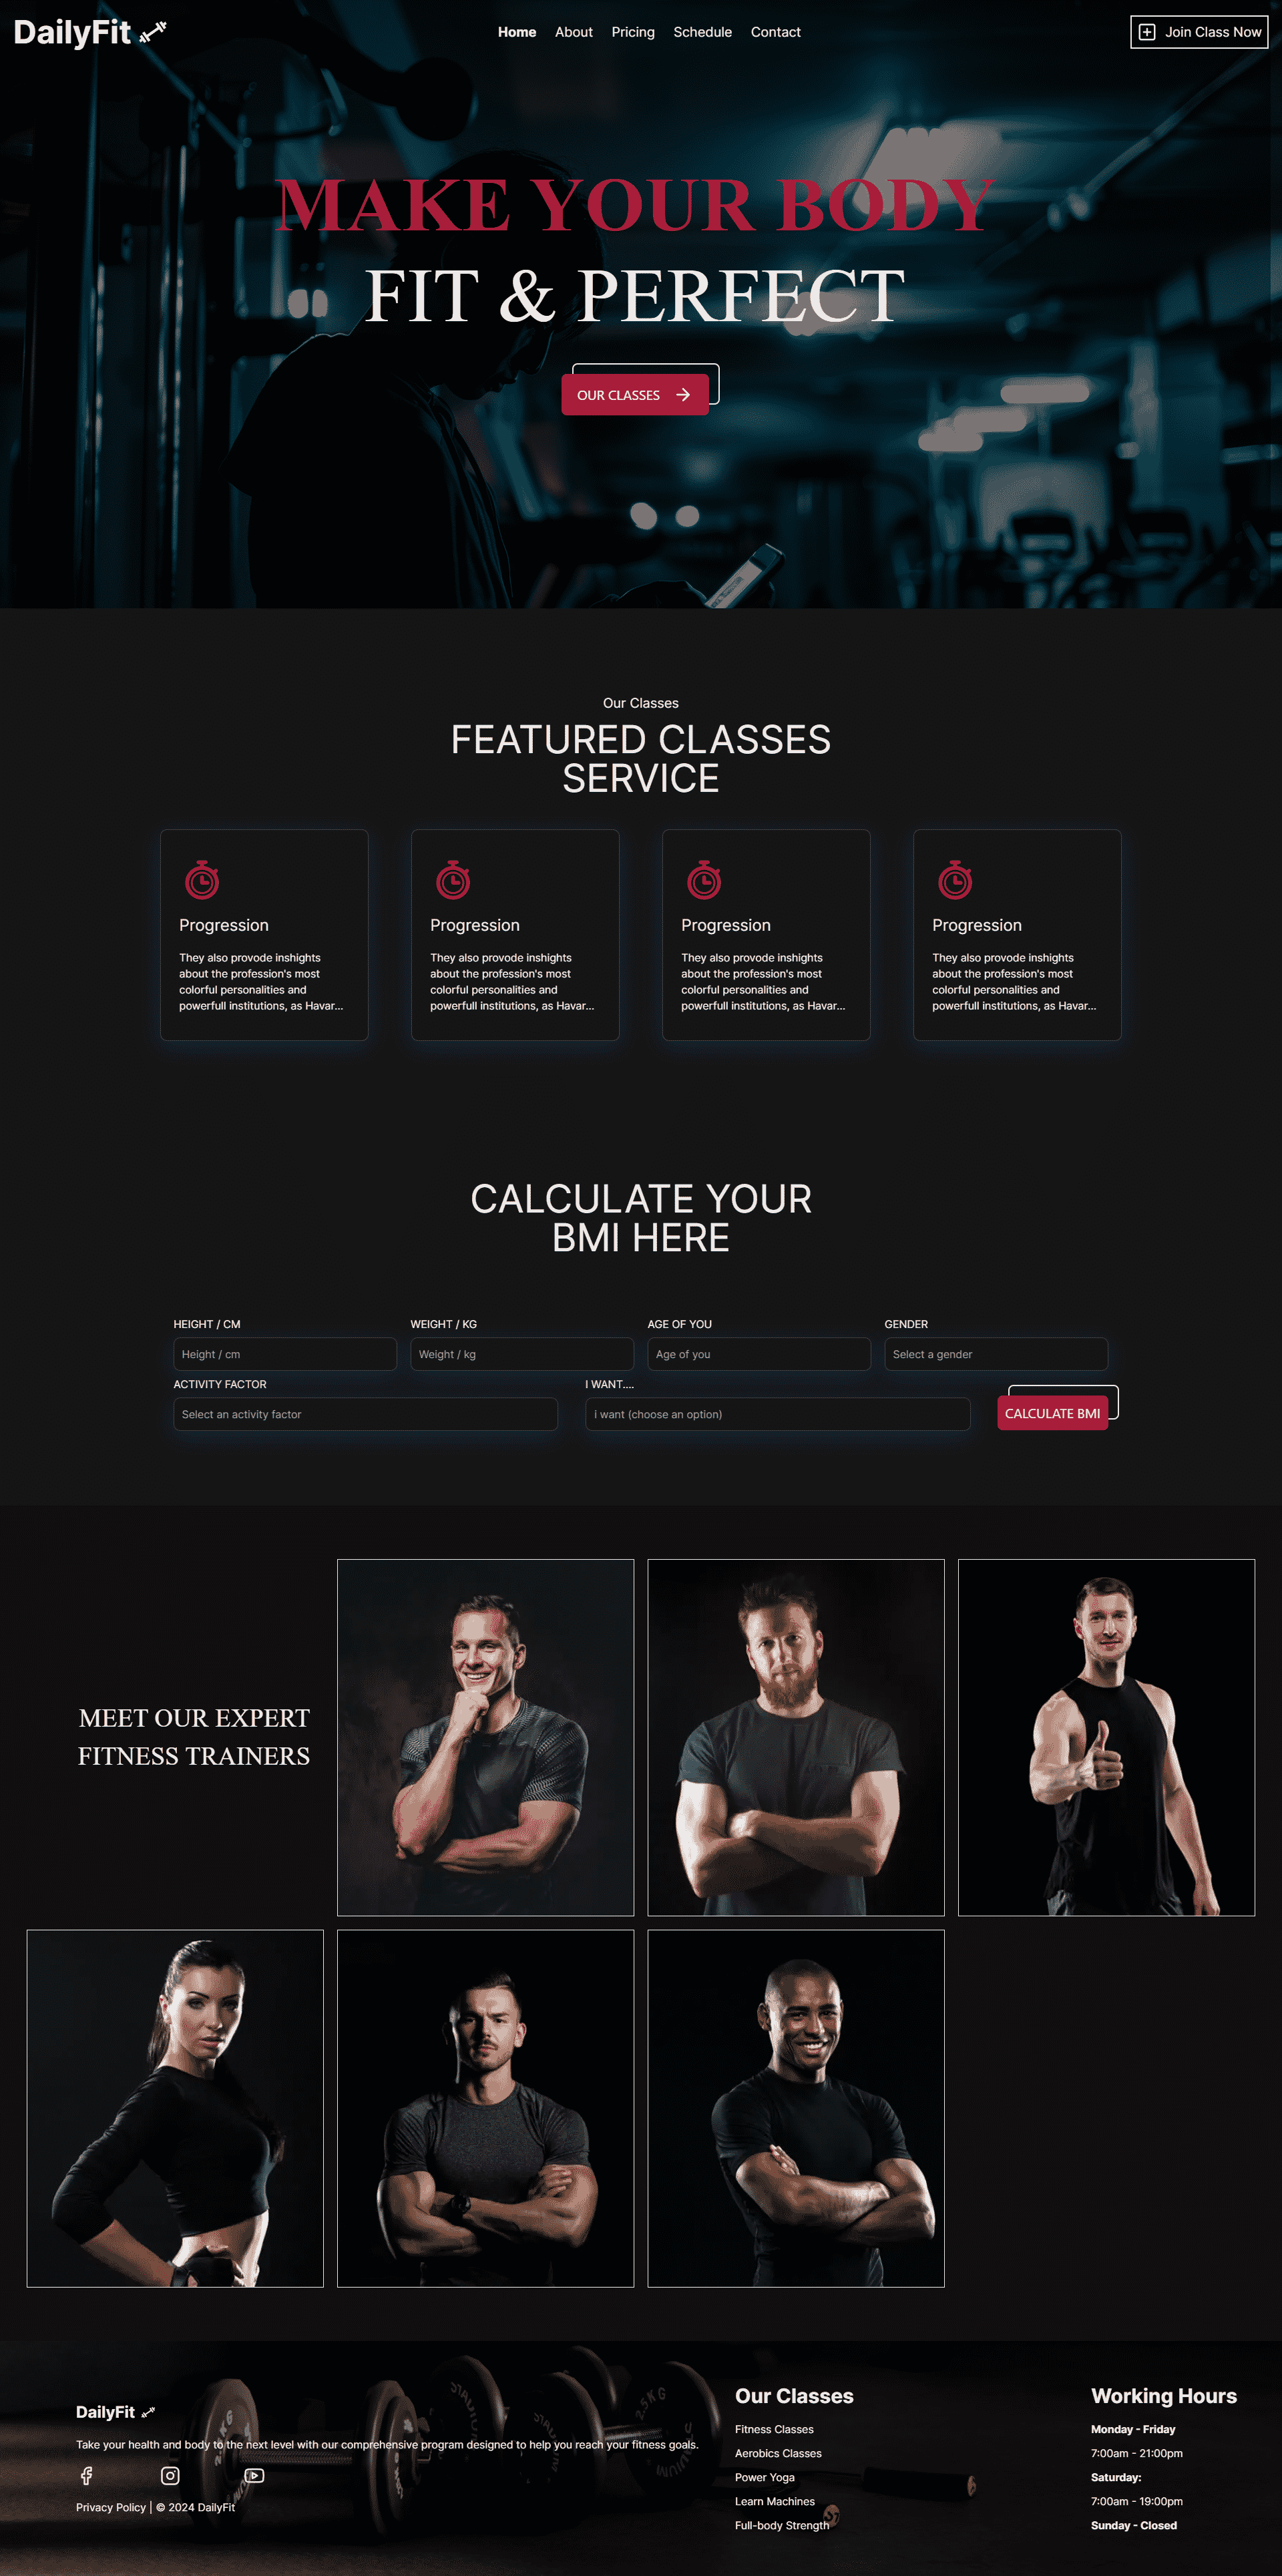 DailyFit
Home About Pricing Schedule Contact
Join Class Now
MAKE YOUR BODY
FIT & PERFECT
OUR CLASSES
Our Classes
FEATURED CLASSES
SERVICE
Progression
They also provode inshights
about the profession's most
colorful personalities and
powerfull institutions, as Havar...
Progression
They also provode inshights
about the profession's most
colorful personalities and
powerfull institutions, as Havar...
Progression
They also provode inshights
about the profession's most
colorful personalities and
powerfull institutions, as Havar...
Progression
They also provode inshights
about the profession's most
colorful personalities and
powerfull institutions, as Havar...
CALCULATE YOUR
BMI HERE
HEIGHT / CM
Height / cm
WEIGHT / KG
Weight / kg
AGE OF YOU
Age of you
GENDER
Select a gender
ACTIVITY FACTOR
Select an activity factor
I WANT....
i want (choose an option)
CALCULATE BMI
MEET OUR EXPERT
FITNESS TRAINERS
DailyFit
Take your health and body to the next level with our comprehensive program designed to help you reach your fitness goals.
Privacy Policy | © 2024 DailyFit
Our Classes
Fitness Classes
Aerobics Classes
Power Yoga
Learn Machines
Full-body Strength
Working Hours
Monday - Friday
7:00am - 21:00pm
Saturday:
7:00am - 19:00pm
Sunday - Closed